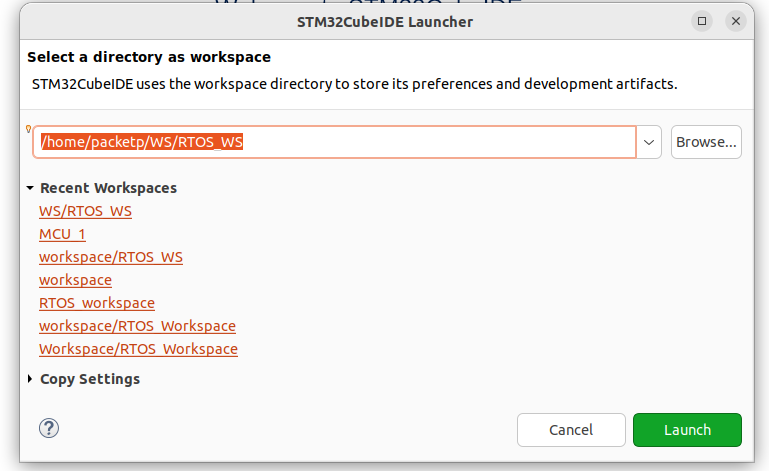 STM32CubeIDE Launcher
Select a directory as workspace
STM32CubeIDE uses the workspace directory to store its preferences and development artifacts.
/home/packetp/WS/RTOS_WS
Browse...
Recent Workspaces
WS/RTOS_WS
MCU_1
workspace/RTOS_WS
workspace
RTOS_workspace
workspace/RTOS_Workspace
Workspace/RTOS_Workspace
Copy Settings
?
Cancel
Launch